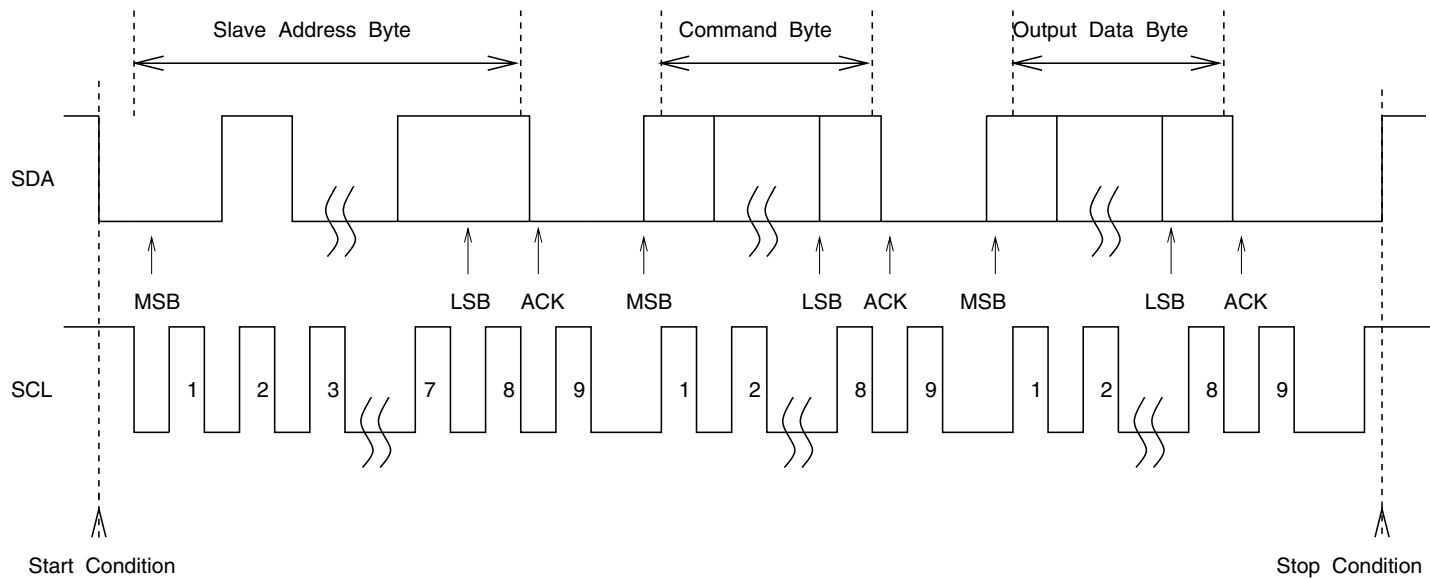 Slave Address Byte Command Byte Output Data Byte
SDA
MSB LSB ACK MSB LSB ACK MSB LSB ACK
SCL 1 2 3 7 8 9 1 2 8 9 1 2 8 9
Start Condition Stop Condition